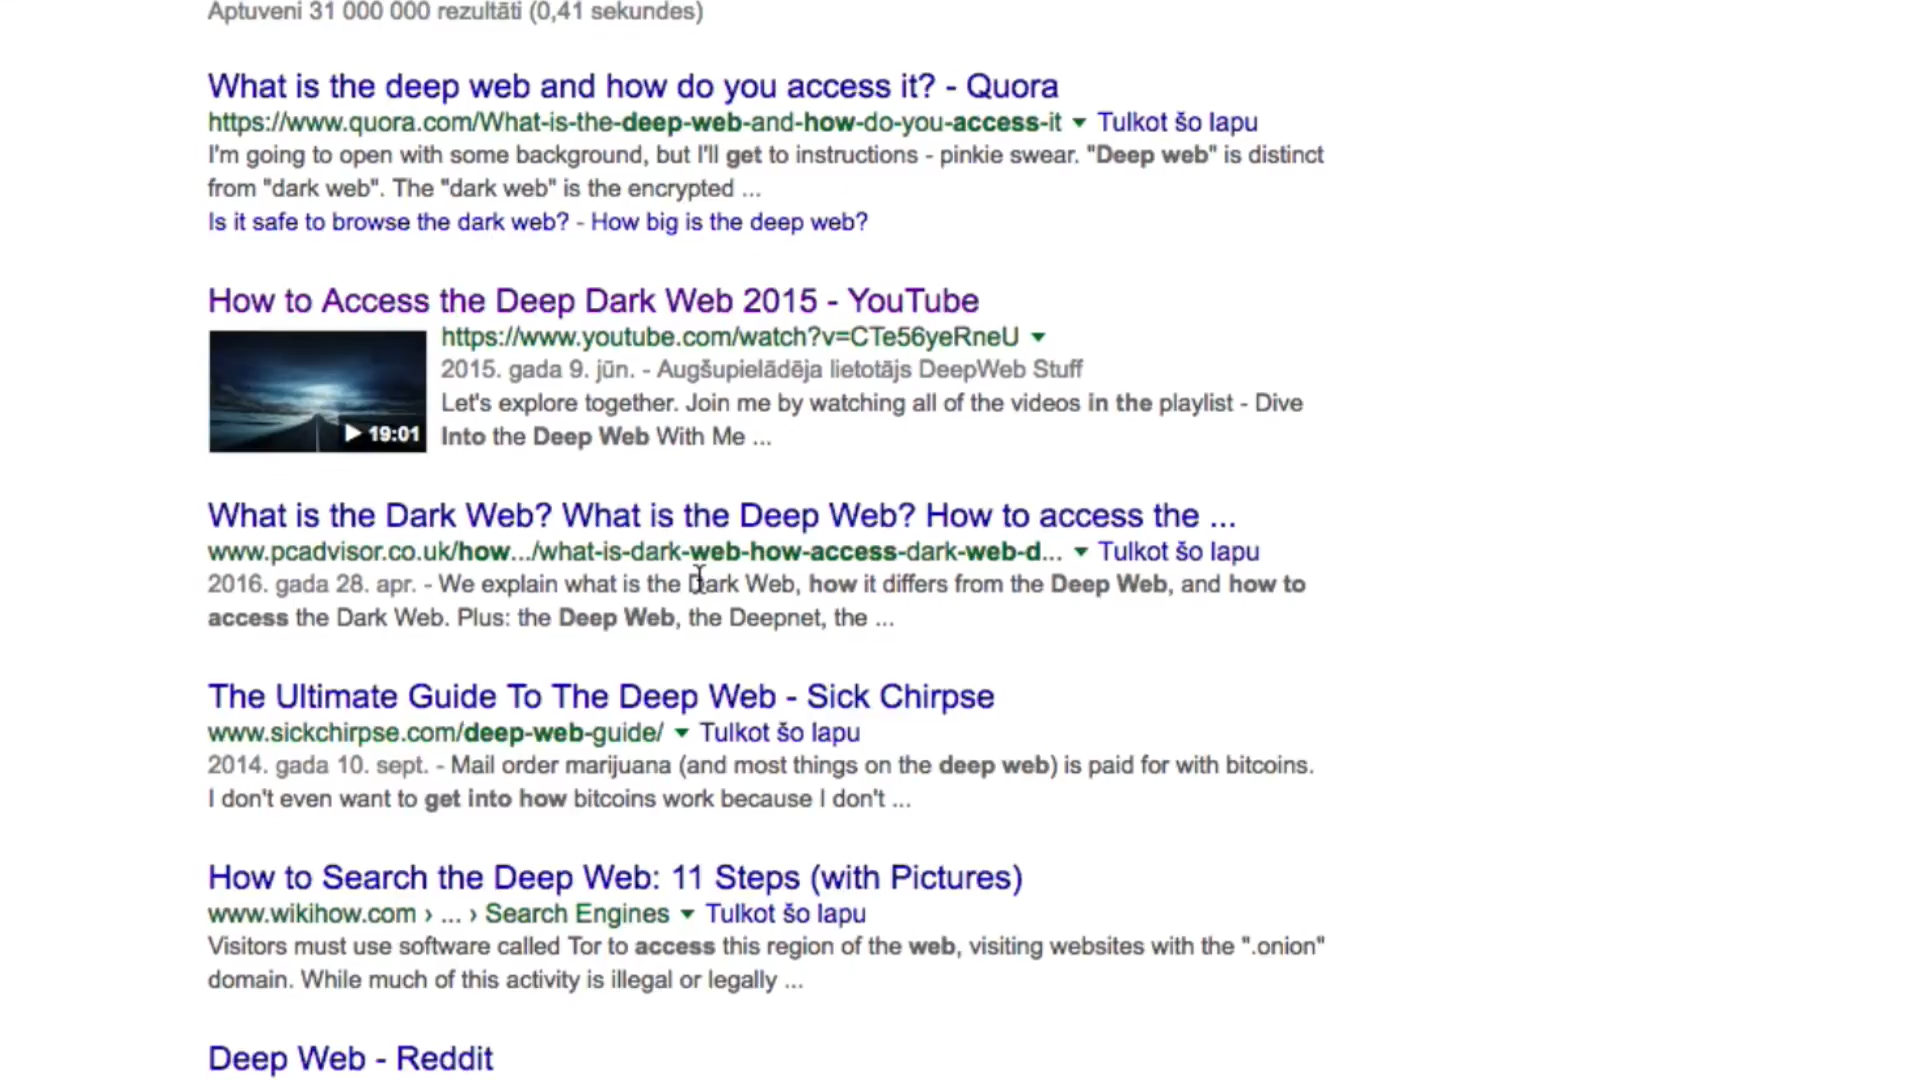 Aptuveni 31 000 000 rezultāti (0,41 sekundes)
What is the deep web and how do you access it? - Quora
https://www.quora.com/What-is-the-deep-web-and-how-do-you-access-it ▼ Tulkot šo lapu
I'm going to open with some background, but I'll get to instructions - pinkie swear. "Deep web" is distinct
from "dark web". The "dark web" is the encrypted ...
Is it safe to browse the dark web? - How big is the deep web?
How to Access the Deep Dark Web 2015 - YouTube
https://www.youtube.com/watch?v=CTe56yeRneU ▼
2015. gada 9. jūn. - Augšupielādēja lietotājs DeepWeb Stuff
Let's explore together. Join me by watching all of the videos in the playlist - Dive
Into the Deep Web With Me ...
▶ 19:01
What is the Dark Web? What is the Deep Web? How to access the ...
www.pcadvisor.co.uk/how.../what-is-dark-web-how-access-dark-web-d... ▼ Tulkot šo lapu
2016. gada 28. apr. - We explain what is the Dark Web, how it differs from the Deep Web, and how to
access the Dark Web. Plus: the Deep Web, the Deepnet, the ...
The Ultimate Guide To The Deep Web - Sick Chirpse
www.sickchirpse.com/deep-web-guide/ ▼ Tulkot šo lapu
2014. gada 10. sept. - Mail order marijuana (and most things on the deep web) is paid for with bitcoins.
I don't even want to get into how bitcoins work because I don't ...
How to Search the Deep Web: 11 Steps (with Pictures)
www.wikihow.com › ... › Search Engines ▼ Tulkot šo lapu
Visitors must use software called Tor to access this region of the web, visiting websites with the ".onion"
domain. While much of this activity is illegal or legally ...
Deep Web - Reddit